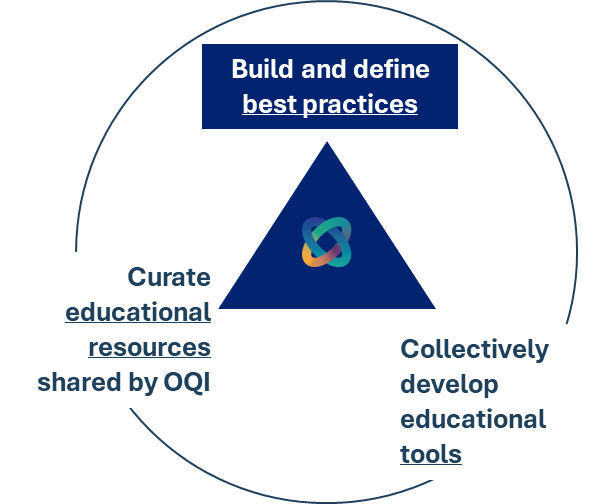 Build and define
best practices
Curate
educational
resources
shared by OQI
Collectively
develop
educational
tools